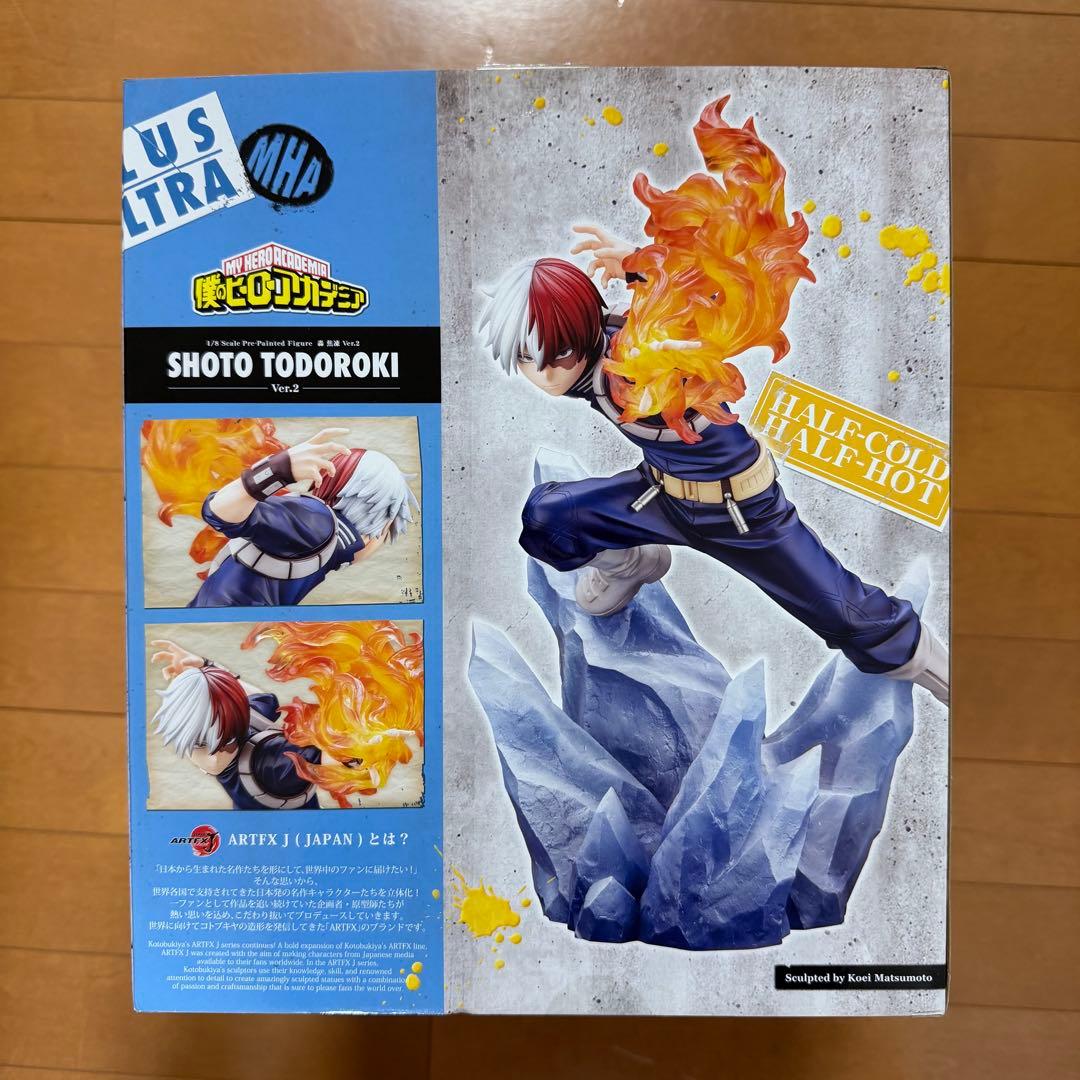 LUS
LTRA
MHA
MY HERO ACADEMIA
僕のヒーローアカデミア
1/8 Scale Pre-Painted Figure 轟 焦凍 Ver.2
SHOTO TODOROKI
Ver.2
HALF-COLD
HALF-HOT
ARTFX J
ARTFX J ( JAPAN ) とは？
「日本から生まれた名作たちを形にして、世界中のファンに届けたい！」
そんな思いから、
世界各国で支持されてきた日本発の名作キャラクターたちを立体化！
一ファンとして作品を追い続けていた企画者・原型師たちが
熱い思いを込め、こだわり抜いてプロデュースしていきます。
世界に向けてコトブキヤの造形を発信してきた「ARTFX」のブランドです。
Kotobukiya's ARTFX J series continues! A bold expansion of Kotobukiya's ARTFX line,
ARTFX J was created with the aim of making characters from Japanese media
available to their fans worldwide. In the ARTFX J series,
Kotobukiya's sculptors use their knowledge, skill, and renowned
attention to detail to create amazingly sculpted statues with a combination
of passion and craftsmanship that is sure to please fans the world over.
Sculpted by Koei Matsumoto